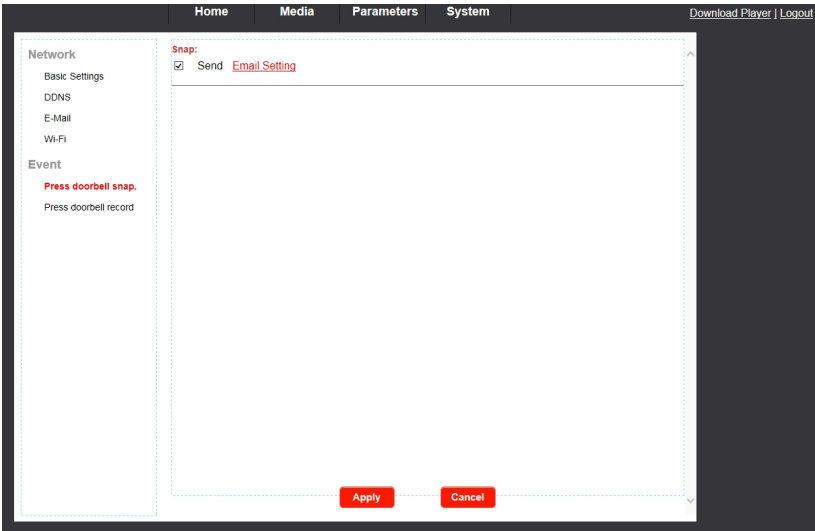 Home Media Parameters System
Download Player | Logout
Network
Basic Settings
DDNS
E-Mail
Wi-Fi
Event
Press doorbell snap.
Press doorbell record
Snap:
Send Email Setting
Apply Cancel